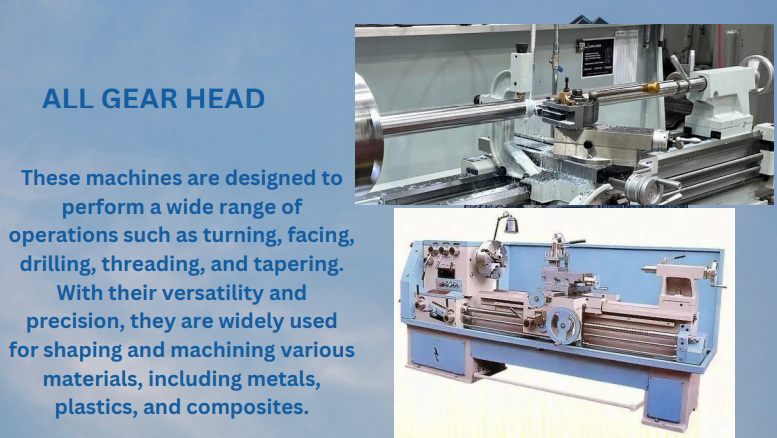 ALL GEAR HEAD
These machines are designed to
perform a wide range of
operations such as turning, facing,
drilling, threading, and tapering.
With their versatility and
precision, they are widely used
for shaping and machining various
materials, including metals,
plastics, and composites.